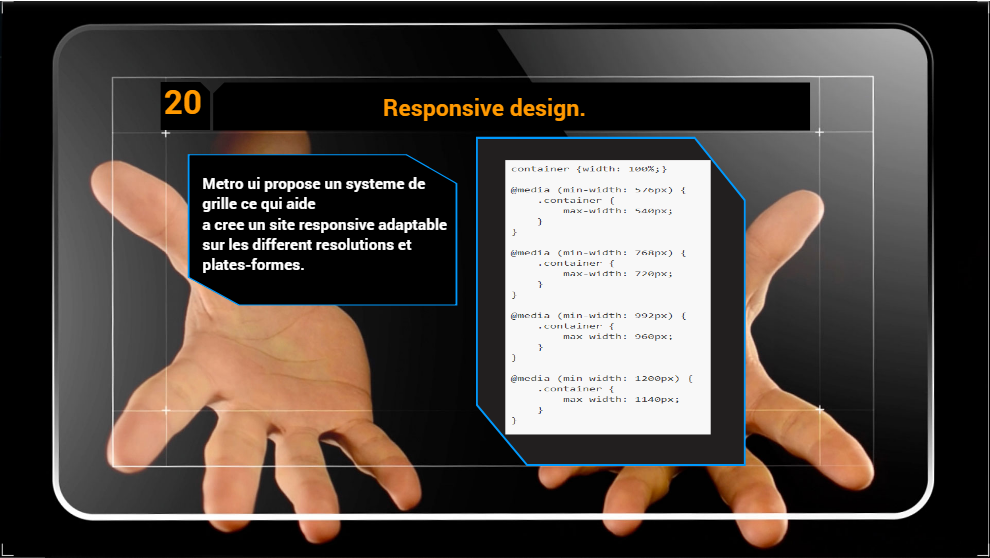 20
Responsive design.
Metro ui propose un systeme de
grille ce qui aide
a cree un site responsive adaptable
sur les different resolutions et
plates-formes.
container {width: 100%;}
@media (min-width: 576px) {
.container {
max-width: 540px;
}
}
@media (min-width: 768px) {
.container {
max-width: 720px;
}
}
@media (min-width: 992px) {
.container {
max width: 960px;
}
}
@media (min width: 1200px) {
.container {
max width: 1140px;
}
}